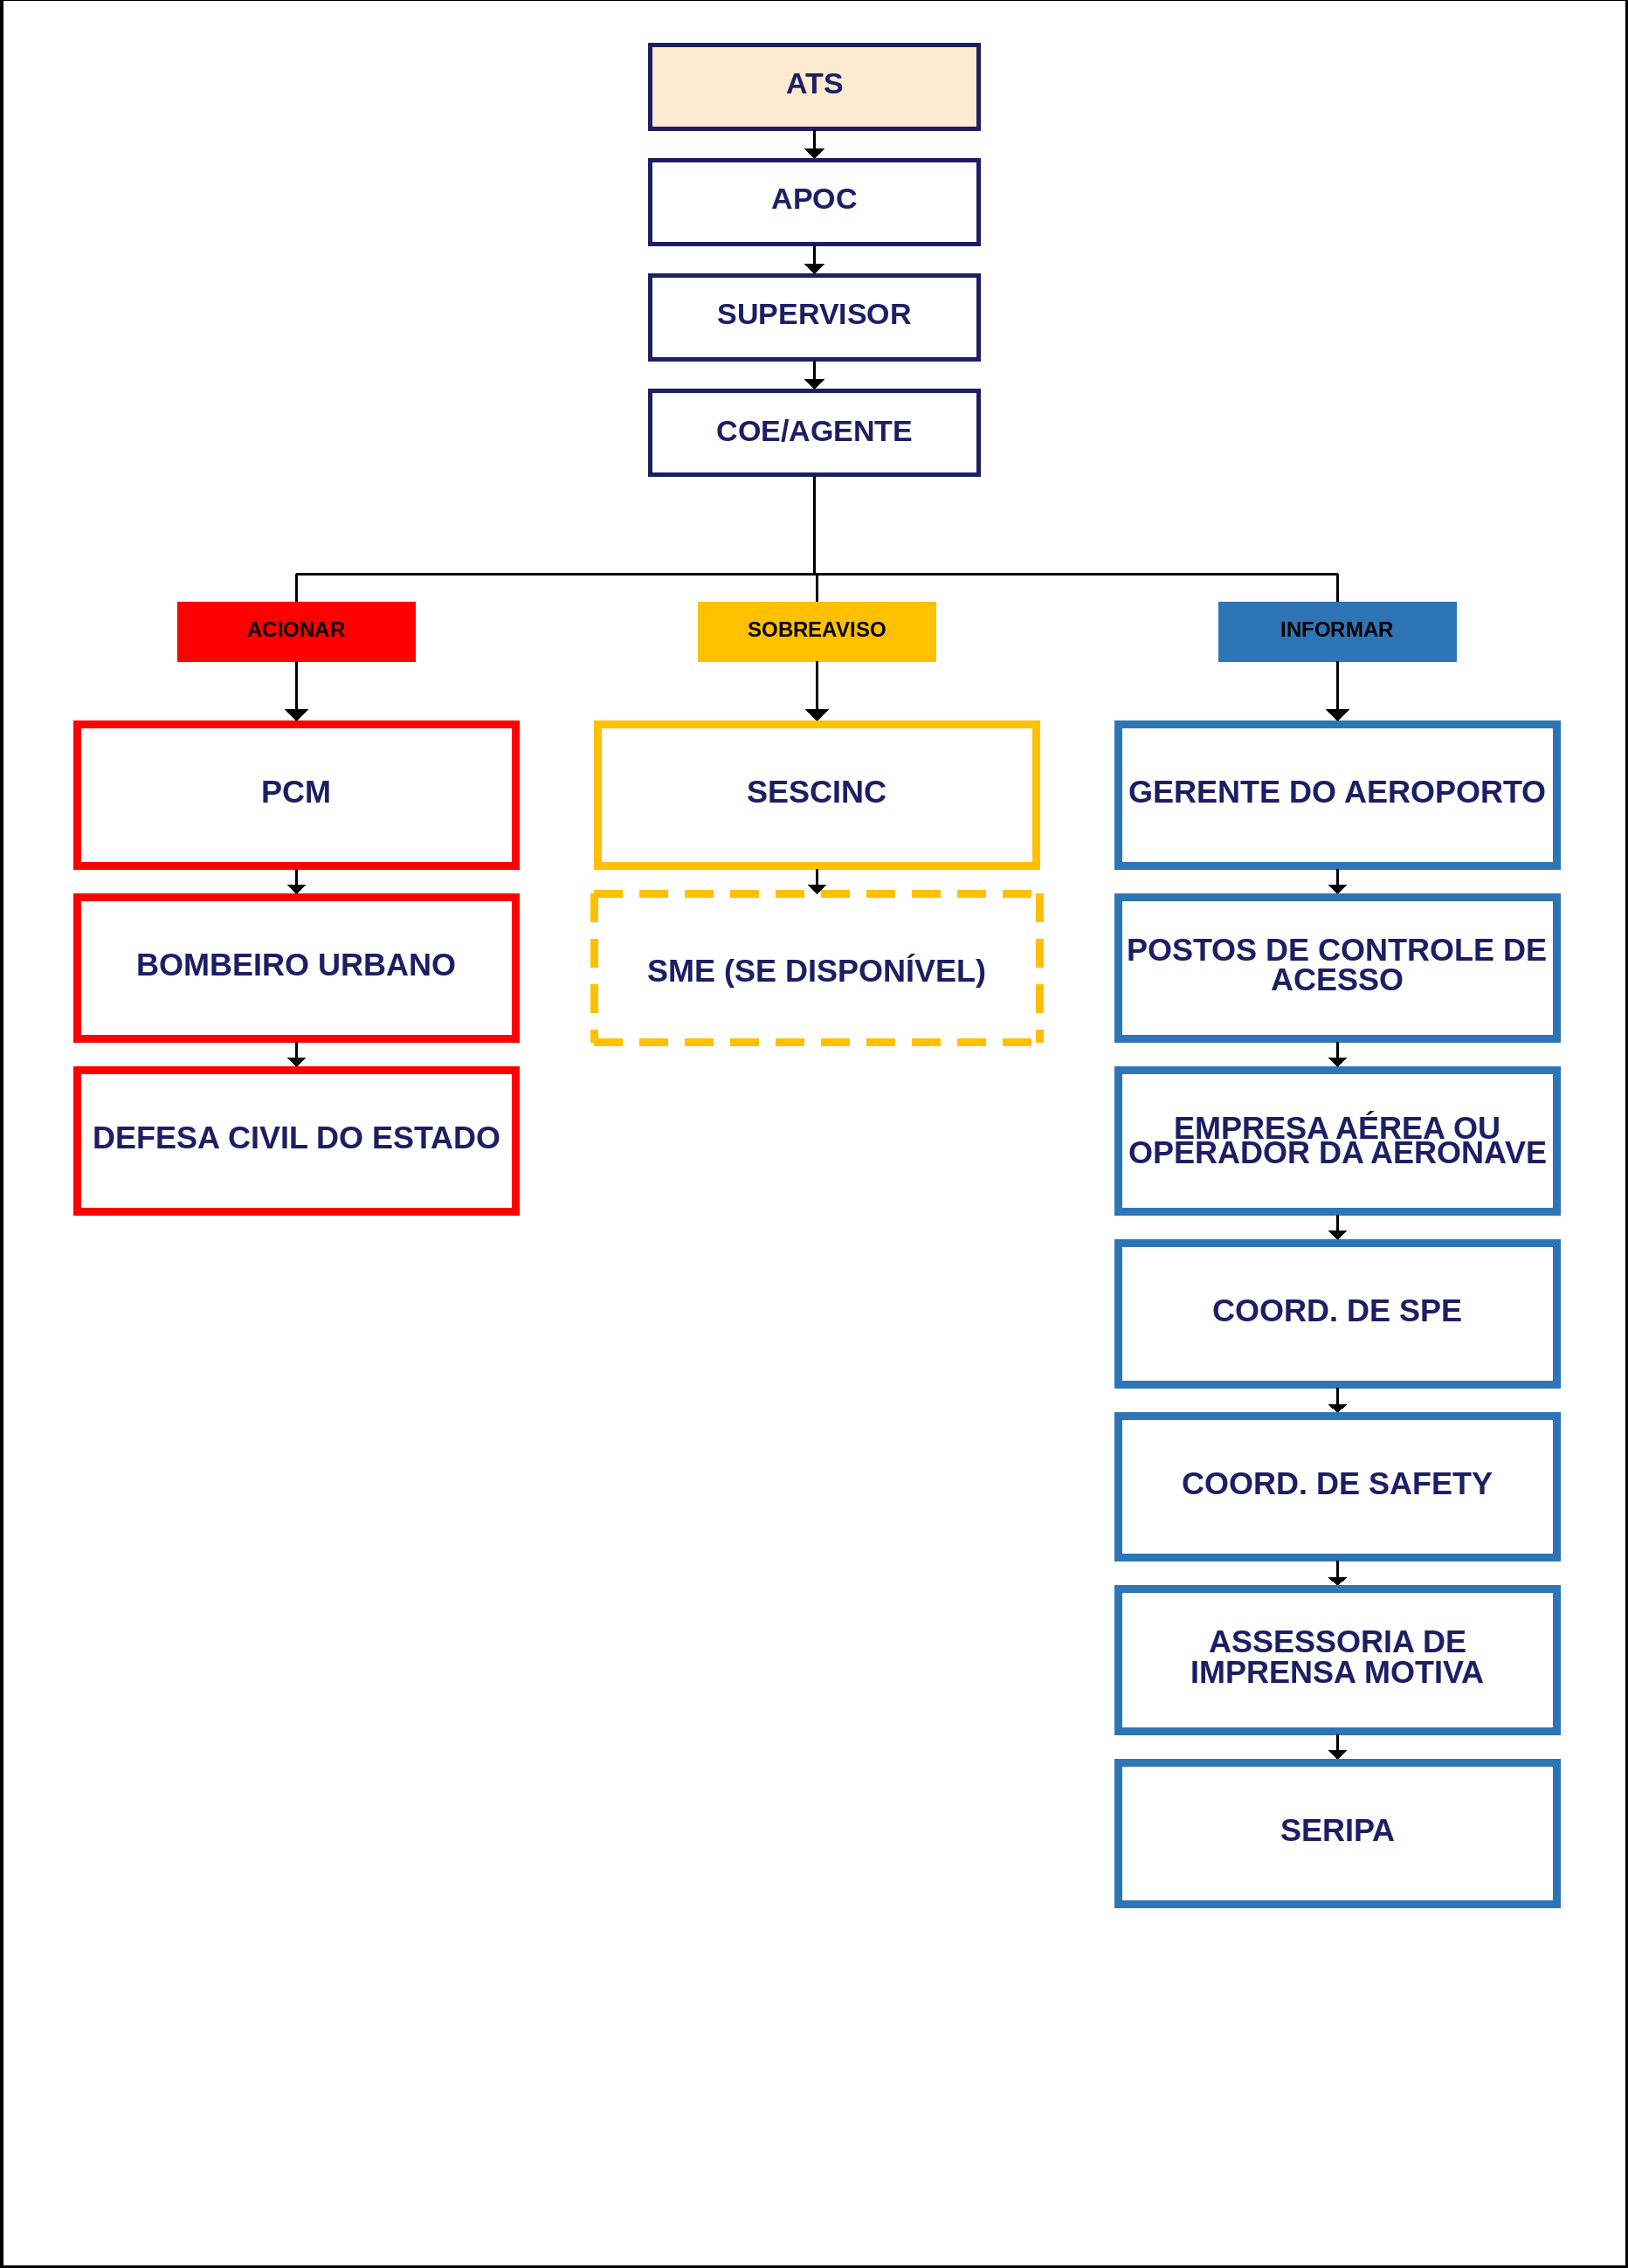 ATS
APOC
SUPERVISOR
COE/AGENTE
ACIONAR
SOBREAVISO
INFORMAR
PCM
BOMBEIRO URBANO
DEFESA CIVIL DO ESTADO
SESCINC
SME (SE DISPONÍVEL)
GERENTE DO AEROPORTO
POSTOS DE CONTROLE DE
ACESSO
EMPRESA AÉREA OU
OPERADOR DA AERONAVE
COORD. DE SPE
COORD. DE SAFETY
ASSESSORIA DE
IMPRENSA MOTIVA
SERIPA